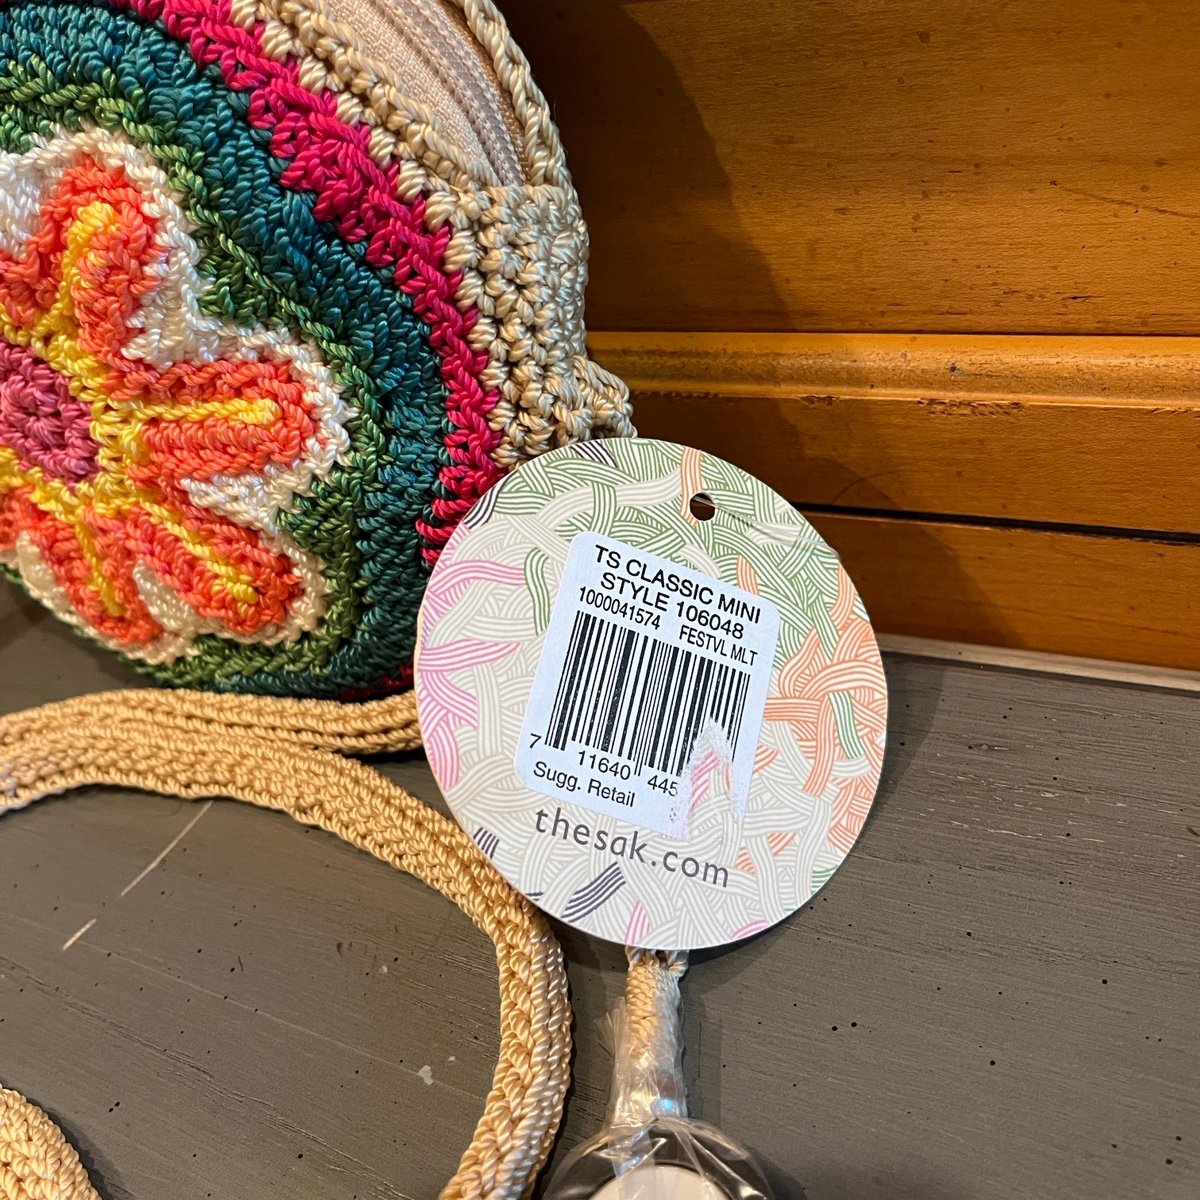 TS CLASSIC MINI
STYLE 106048
1000041574 FESTVL MLT
7 11640 445
Sugg. Retail
thesak.com